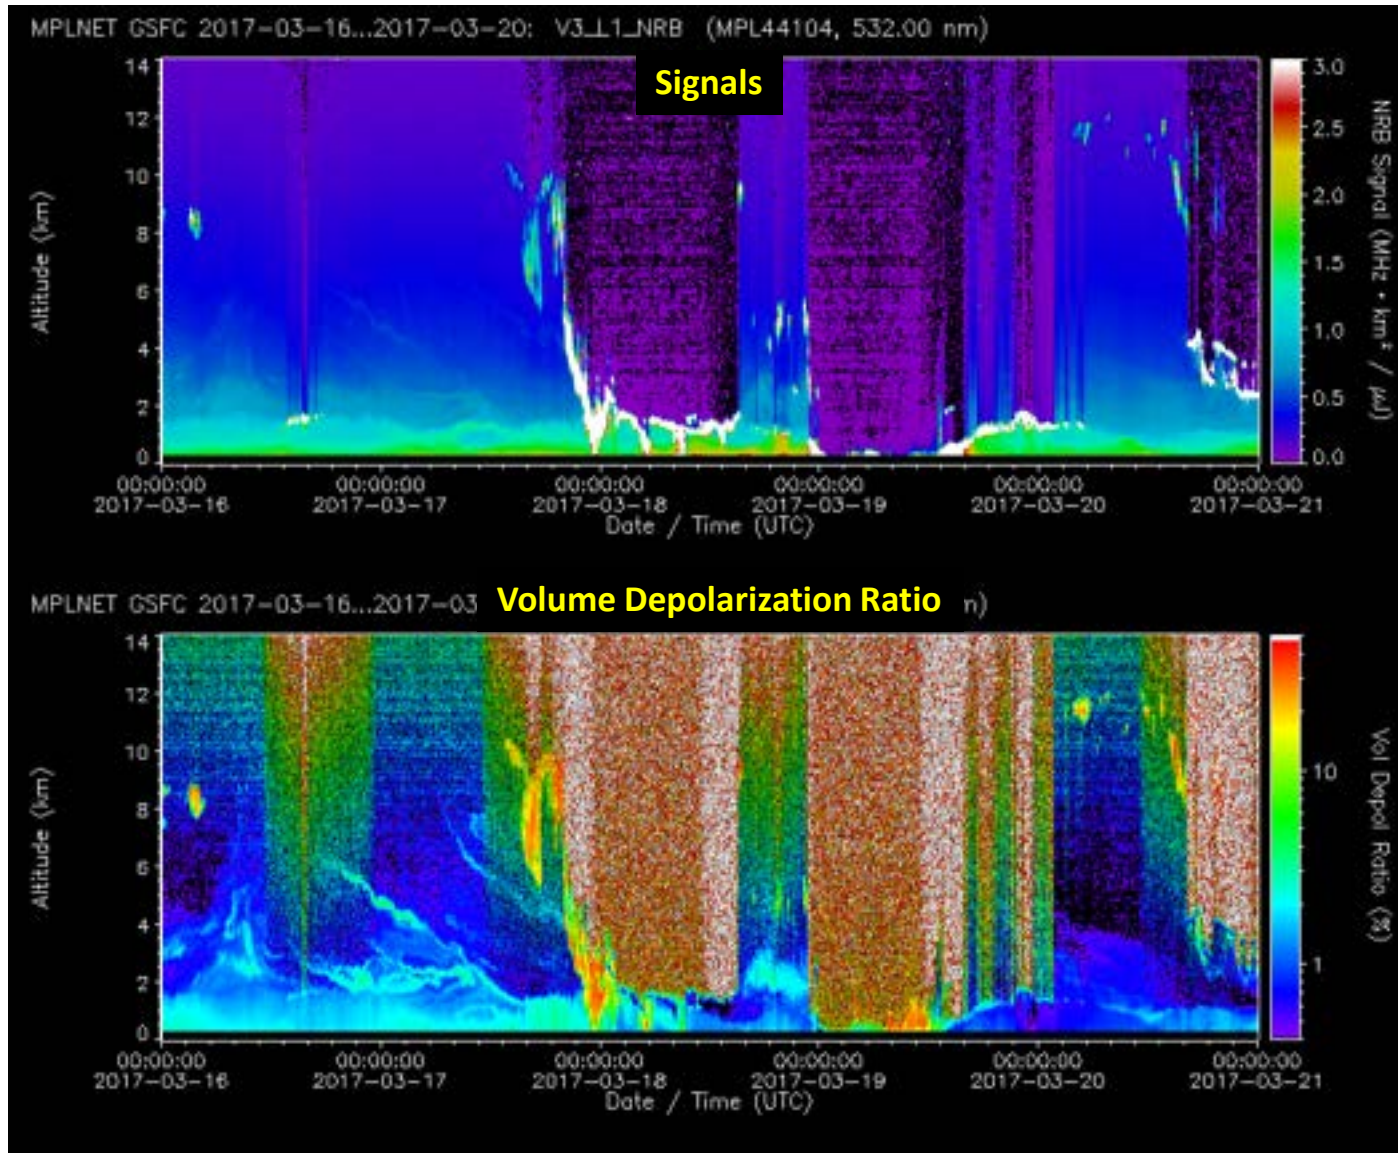 MPLNET GSFC 2017-03-16...2017-03-20: V3_L1_NRB (MPL44104, 532.00 nm)
Signals
14
12
10
8
6
4
2
0
Altitude (km)
3.0
2.5
2.0
1.5
1.0
0.5
0.0
NRB Signal (MHz * km² / μJ)
00:00:00 00:00:00 00:00:00 00:00:00 00:00:00 00:00:00
2017-03-16 2017-03-17 2017-03-18 2017-03-19 2017-03-20 2017-03-21
Date / Time (UTC)
MPLNET GSFC 2017-03-16...2017-03 Volume Depolarization Ratio m)
14
12
10
8
6
4
2
0
Altitude (km)
10
1
Vol Depol Ratio (%)
00:00:00 00:00:00 00:00:00 00:00:00 00:00:00 00:00:00
2017-03-16 2017-03-17 2017-03-18 2017-03-19 2017-03-20 2017-03-21
Date / Time (UTC)